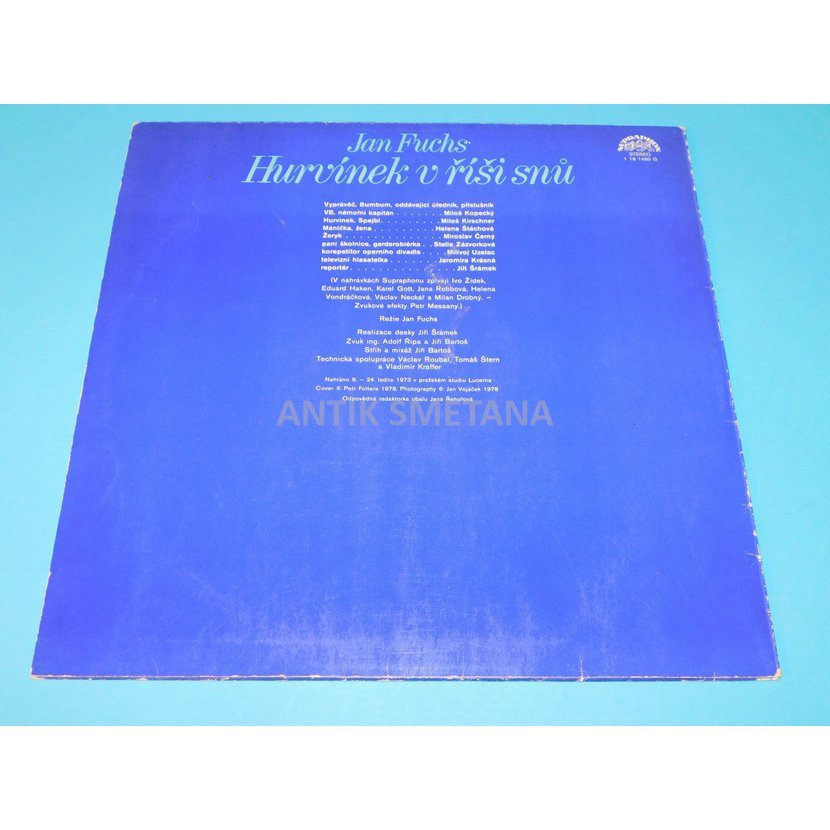 Jan Fuchs
Hurvínek v říši snů
SUPRAPHON
STEREO
1 18 1460 G
Vyprávěč, Bumbum, oddávající úředník, příslušník
VB, námořní kapitán . . . . . . . Miloš Kopecký
Hurvínek, Spejbl . . . . . . . . . Miloš Kirschner
Mánička, žena . . . . . . . . . . Helena Štáchová
Žeryk . . . . . . . . . . . . . . Miroslav Černý
paní školnice, garderobiérka . . Stella Zázvorková
korepetitor operního divadla . . . Milivoj Uzelac
televizní hlasatelka . . . . . . . Jaromíra Krásná
reportér . . . . . . . . . . . . . . Jiří Šrámek
(V nahrávkách Supraphonu zpívají Ivo Žídek,
Eduard Haken, Karel Gott, Jana Robbová, Helena
Vondráčková, Václav Neckář a Milan Drobný. –
Zvukové efekty Petr Messany.)
Režie Jan Fuchs
Realizace desky Jiří Šrámek
Zvuk ing. Adolf Řípa a Jiří Bartoš
Střih a mixáž Jiří Bartoš
Technická spolupráce Václav Roubal, Tomáš Štern
a Vladimír Kraffer
Nahráno 8. – 24. ledna 1973 v pražském studiu Lucerna
Cover © Petr Foltera 1978, Photography © Jan Vojáček 1978
Odpovědná redaktorka obalu Jana Řehořová
ANTIK SMETANA